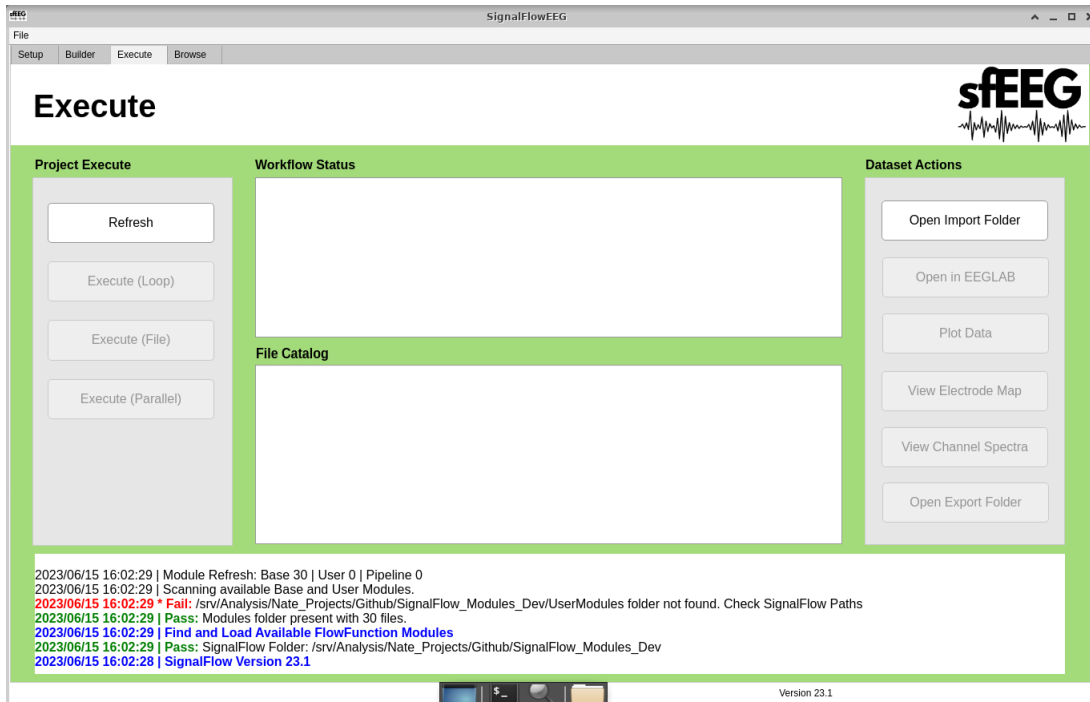 sfEEG
SignalFlowEEG
File
Setup Builder Execute Browse
Execute
sfEEG
Project Execute
Refresh
Execute (Loop)
Execute (File)
Execute (Parallel)
Workflow Status
File Catalog
Dataset Actions
Open Import Folder
Open in EEGLAB
Plot Data
View Electrode Map
View Channel Spectra
Open Export Folder
2023/06/15 16:02:29 | Module Refresh: Base 30 | User 0 | Pipeline 0
2023/06/15 16:02:29 | Scanning available Base and User Modules.
2023/06/15 16:02:29 * Fail: /srv/Analysis/Nate_Projects/Github/SignalFlow_Modules_Dev/UserModules folder not found. Check SignalFlow Paths
2023/06/15 16:02:29 | Pass: Modules folder present with 30 files.
2023/06/15 16:02:29 | Find and Load Available FlowFunction Modules
2023/06/15 16:02:29 | Pass: SignalFlow Folder: /srv/Analysis/Nate_Projects/Github/SignalFlow_Modules_Dev
2023/06/15 16:02:28 | SignalFlow Version 23.1
$_
Version 23.1